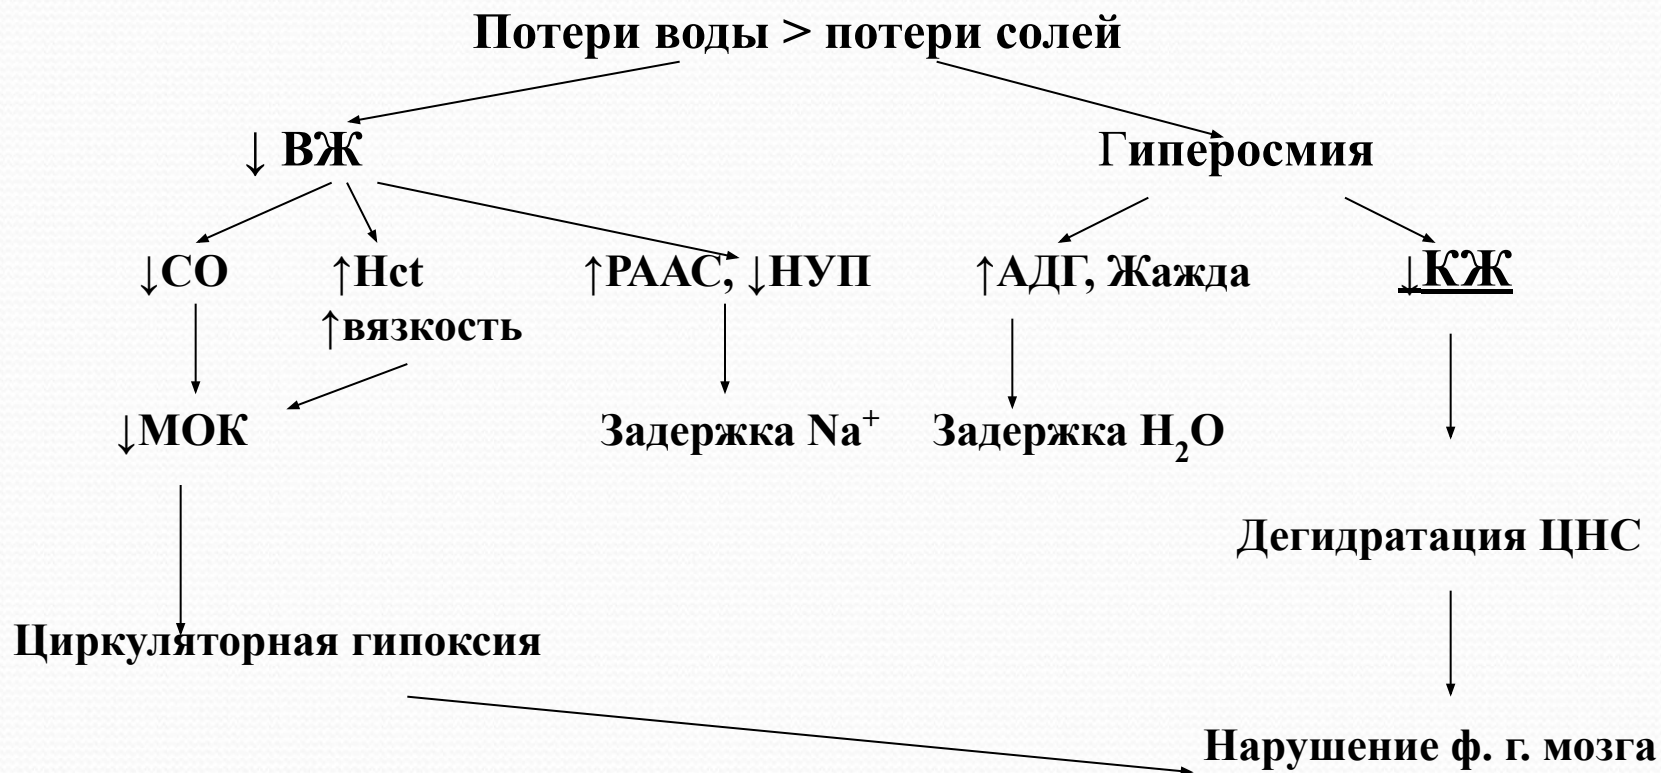 Потери воды > потери солей
↓ ВЖ
Гиперосмия
↓СО
↑Hct
↑РААС, ↓НУП
↑АДГ, Жажда
↓КЖ
↑вязкость
↓МОК
Задержка Na⁺
Задержка H₂O
Дегидратация ЦНС
Циркуляторная гипоксия
Нарушение ф. г. мозга